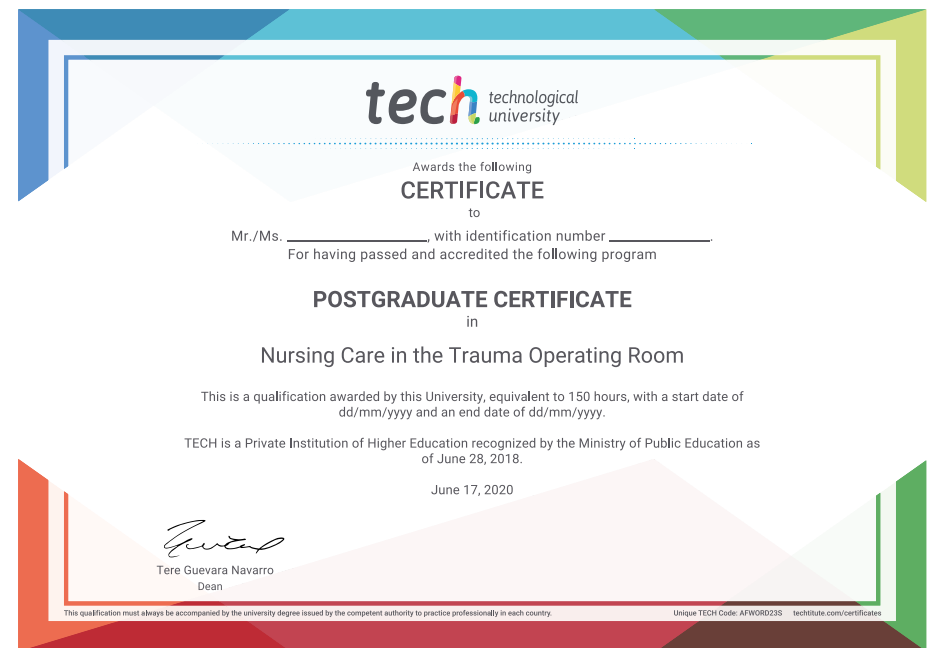 tech technological
university
Awards the following
CERTIFICATE
to
Mr./Ms. ____________, with identification number ____________.
For having passed and accredited the following program
POSTGRADUATE CERTIFICATE
in
Nursing Care in the Trauma Operating Room
This is a qualification awarded by this University, equivalent to 150 hours, with a start date of
dd/mm/yyyy and an end date of dd/mm/yyyy.
TECH is a Private Institution of Higher Education recognized by the Ministry of Public Education as
of June 28, 2018.
June 17, 2020
Tere Guevara Navarro
Dean
This qualification must always be accompanied by the university degree issued by the competent authority to practice professionally in each country. Unique TECH Code: AFWORD23S techtitute.com/certificates